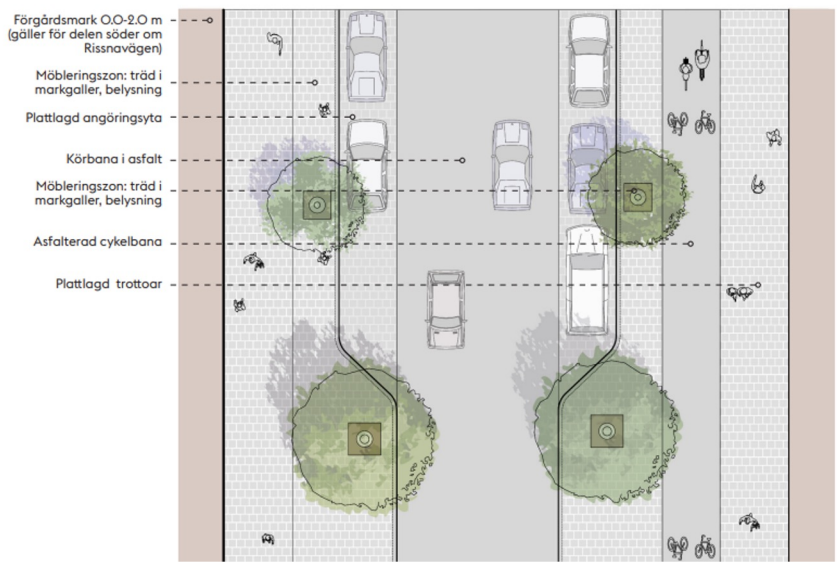 Förgårdsmark 0.0-2.0 m
(gäller för delen söder om
Rissnavägen)
Möbleringszon: träd i
markgaller, belysning
Plattlagd angöringsyta
Körbana i asfalt
Möbleringszon: träd i
markgaller, belysning
Asfalterad cykelbana
Plattlagd trottoar